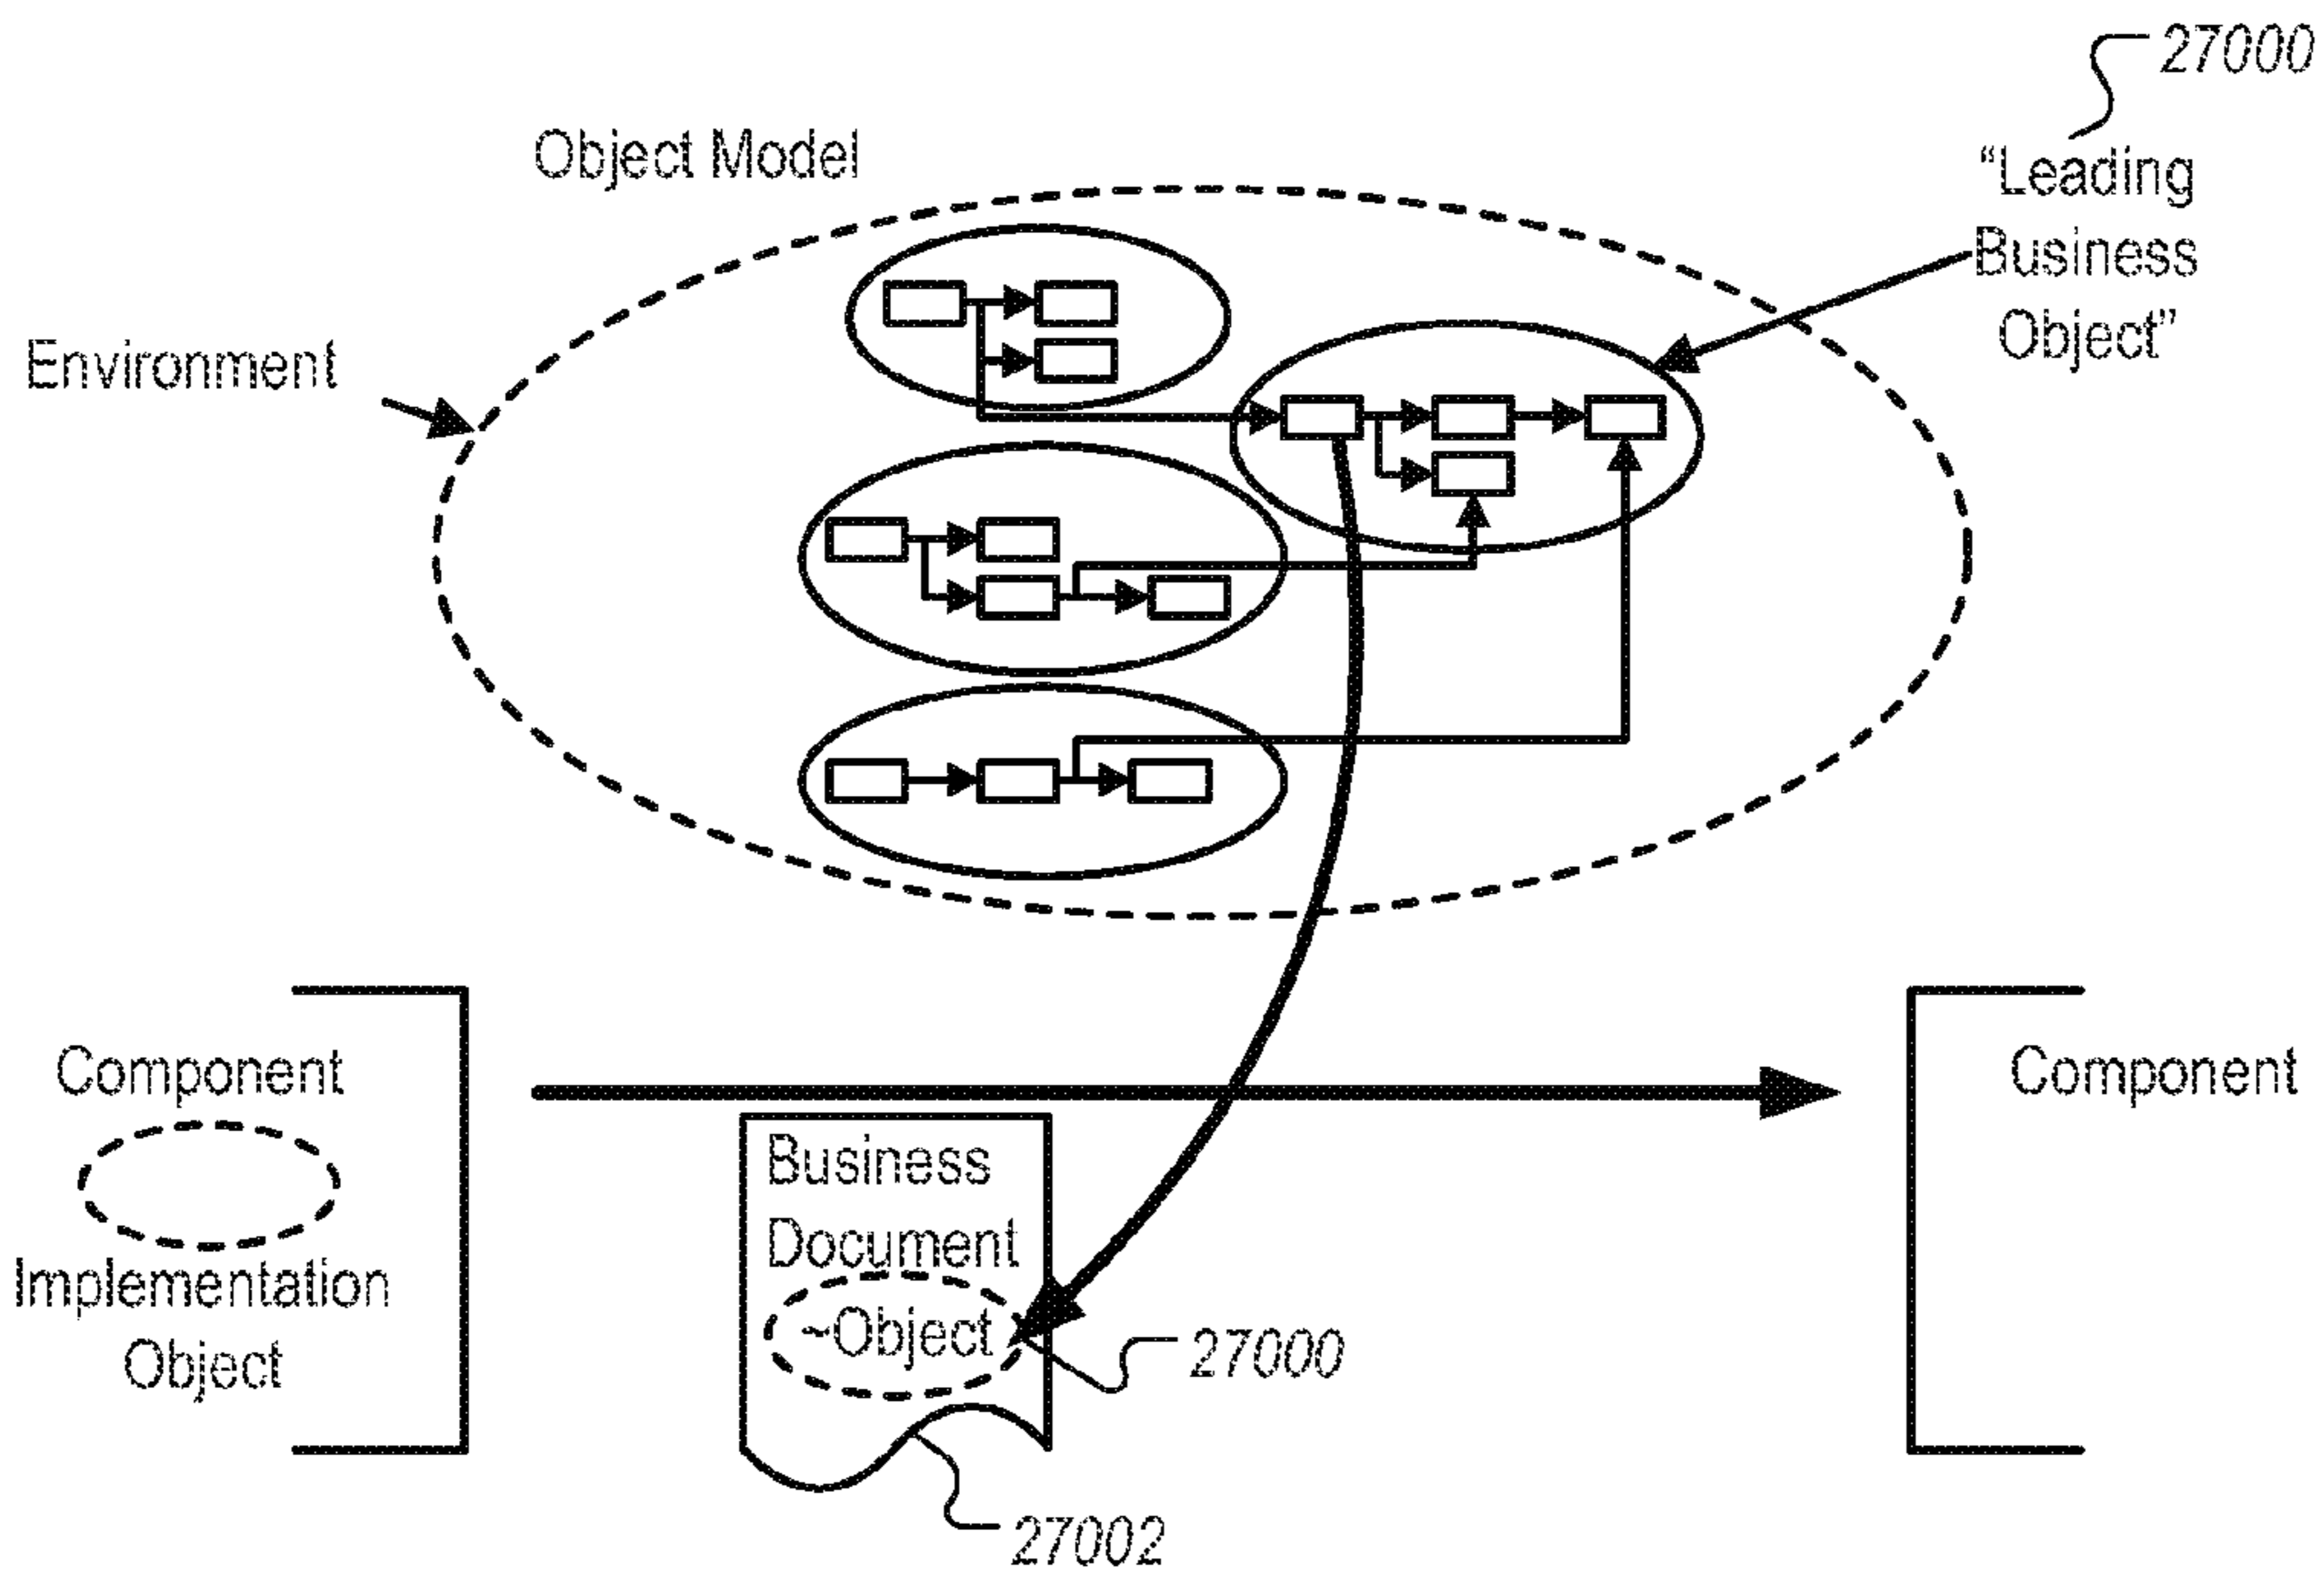 27000
Object Model
"Leading
Business
Object"
Environment
Component
Implementation
Object
Component
Business
Document
~Object
27000
27002